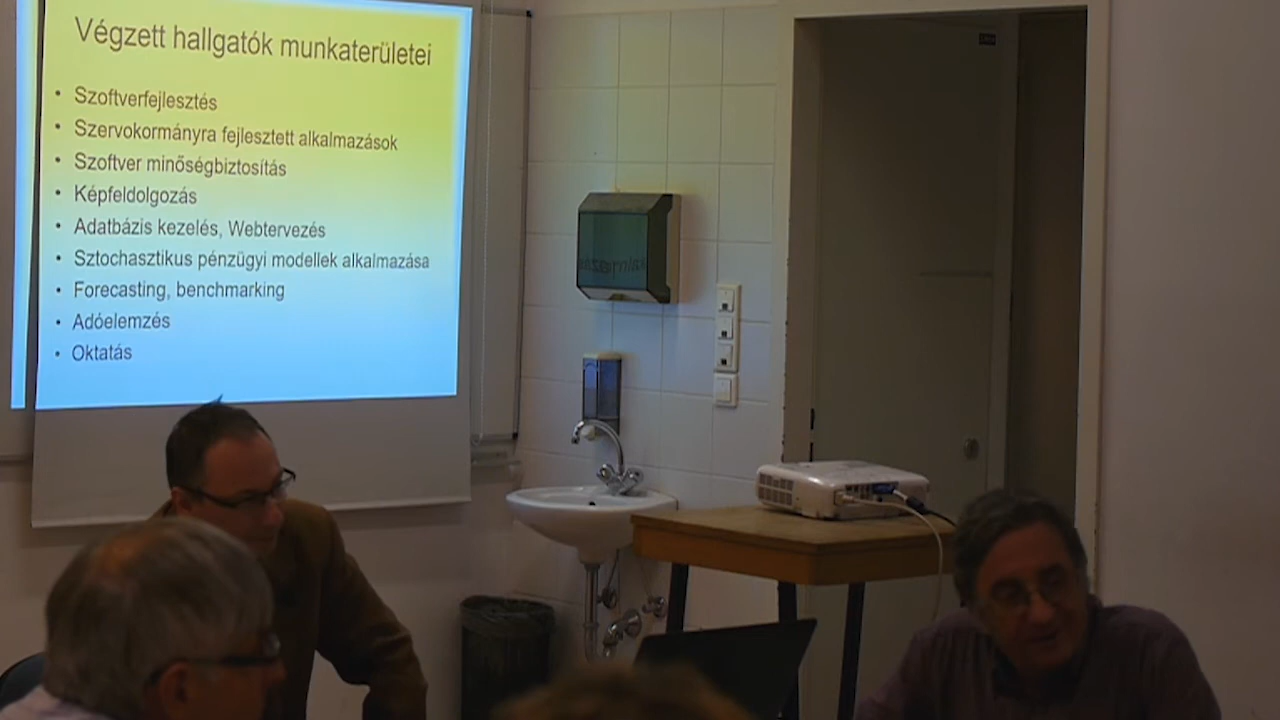 Végzett hallgatók munkaterületei
• Szoftverfejlesztés
• Szervokormányra fejlesztett alkalmazások
• Szoftver minőségbiztosítás
• Képfeldolgozás
• Adatbázis kezelés, Webtervezés
• Sztochasztikus pénzügyi modellek alkalmazása
• Forecasting, benchmarking
• Adóelemzés
• Oktatás